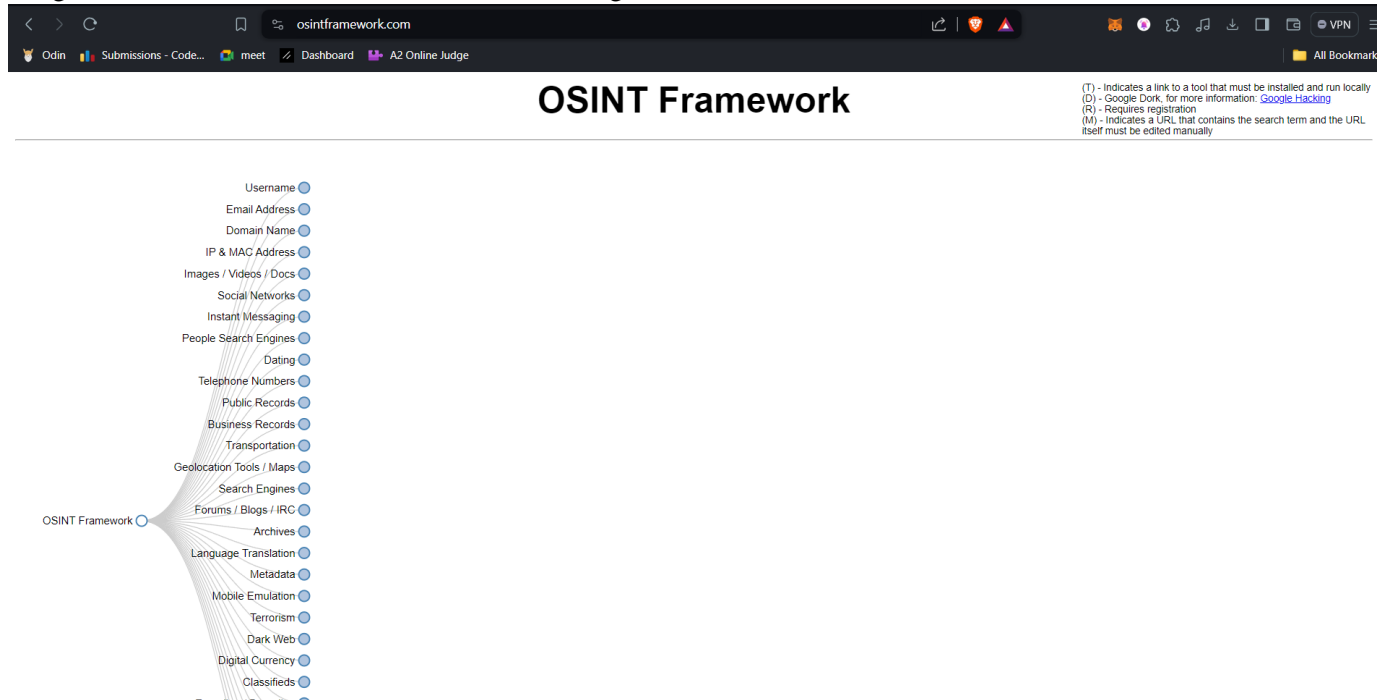 osintframework.com
VPN
Odin
Submissions - Code...
meet
Dashboard
A2 Online Judge
All Bookmark
OSINT Framework
(T) - Indicates a link to a tool that must be installed and run locally
(D) - Google Dork, for more information: Google Hacking
(R) - Requires registration
(M) - Indicates a URL that contains the search term and the URL
itself must be edited manually
Username
Email Address
Domain Name
IP & MAC Address
Images / Videos / Docs
Social Networks
Instant Messaging
People Search Engines
Dating
Telephone Numbers
Public Records
Business Records
Transportation
Geolocation Tools / Maps
Search Engines
Forums / Blogs / IRC
OSINT Framework
Archives
Language Translation
Metadata
Mobile Emulation
Terrorism
Dark Web
Digital Currency
Classifieds